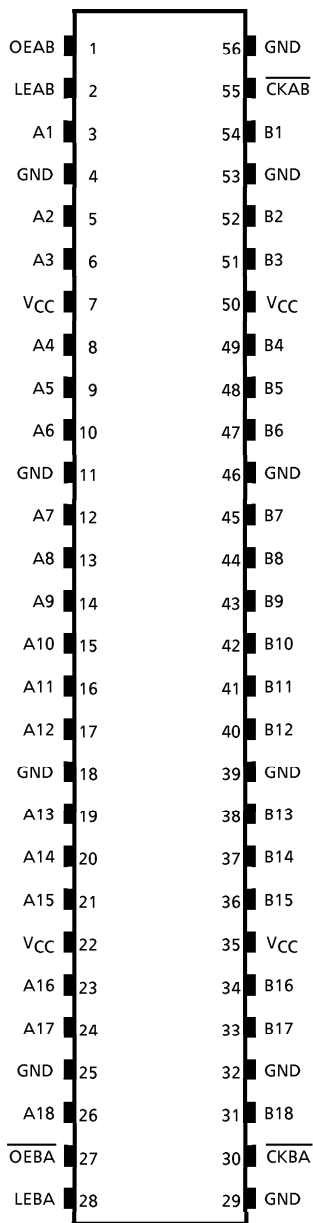 OEAB 1 56 GND
LEAB 2 55 C̅K̅A̅B̅
A1 3 54 B1
GND 4 53 GND
A2 5 52 B2
A3 6 51 B3
VCC 7 50 VCC
A4 8 49 B4
A5 9 48 B5
A6 10 47 B6
GND 11 46 GND
A7 12 45 B7
A8 13 44 B8
A9 14 43 B9
A10 15 42 B10
A11 16 41 B11
A12 17 40 B12
GND 18 39 GND
A13 19 38 B13
A14 20 37 B14
A15 21 36 B15
VCC 22 35 VCC
A16 23 34 B16
A17 24 33 B17
GND 25 32 GND
A18 26 31 B18
O̅E̅B̅A̅ 27 30 C̅K̅B̅A̅
LEBA 28 29 GND